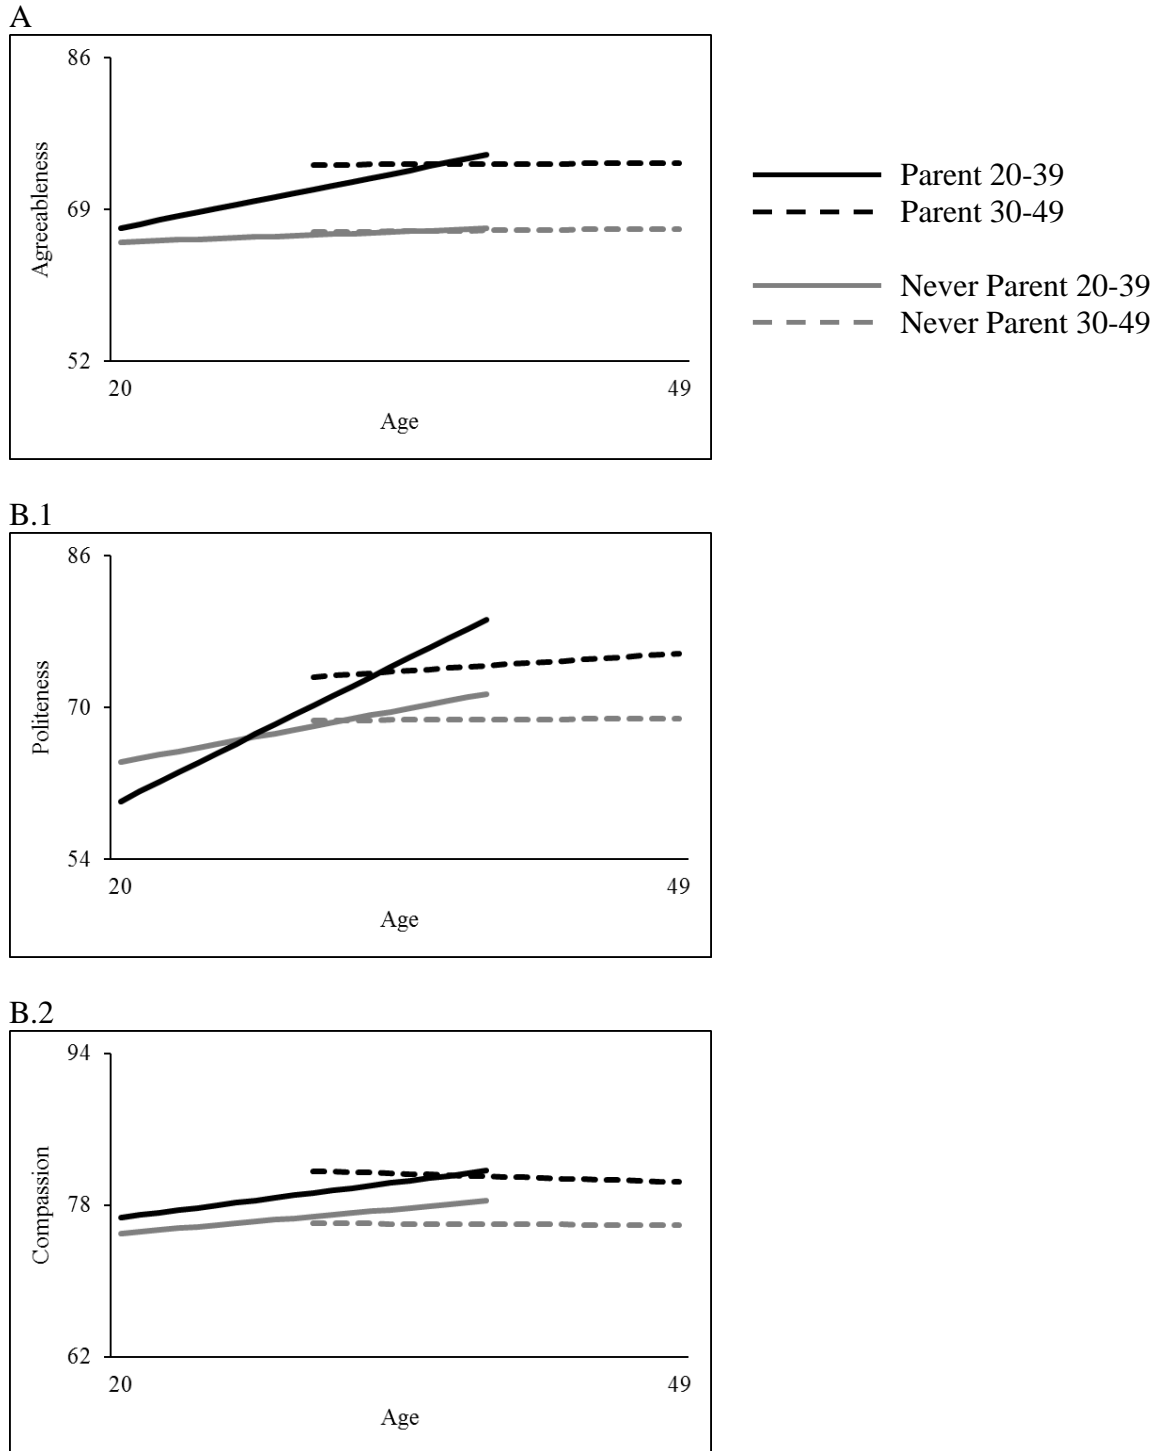 A
86
69
52
Agreeableness
20
49
Age
Parent 20-39
Parent 30-49
Never Parent 20-39
Never Parent 30-49
B.1
86
70
54
Politeness
20
49
Age
B.2
94
78
62
Compassion
20
49
Age